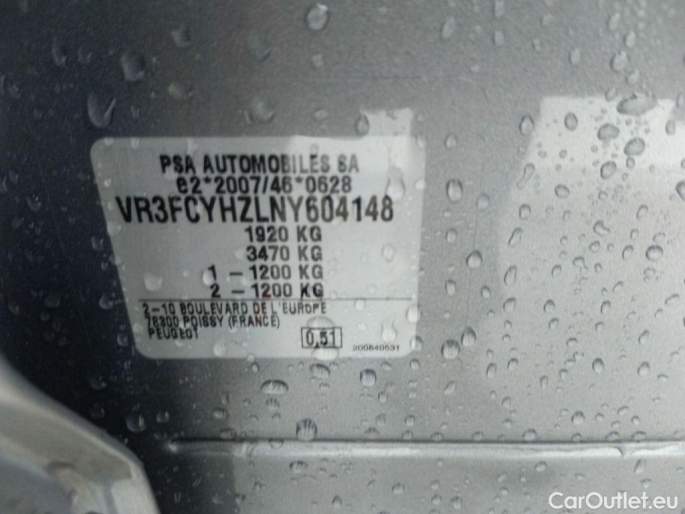 PSA AUTOMOBILES SA
e2*2007/46*0628
VR3FCYHZLNY604148
1920 KG
3470 KG
1 - 1200 KG
2 - 1200 KG
2-10 BOULEVARD DE L'EUROPE
78300 POISSY (FRANCE)
PEUGEOT
0,51
CarOutlet.eu